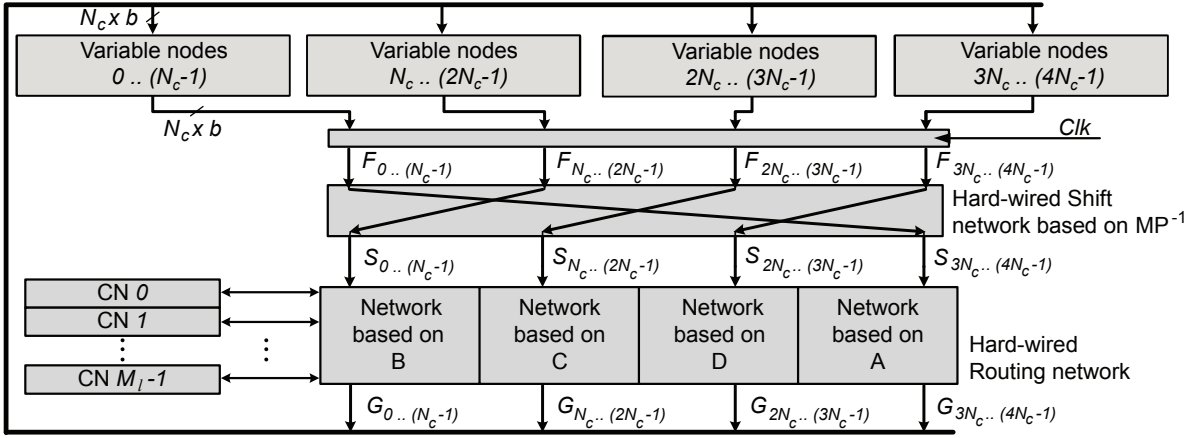 N_c x b
Variable nodes
0 .. (N_c-1)
Variable nodes
N_c .. (2N_c-1)
Variable nodes
2N_c .. (3N_c-1)
Variable nodes
3N_c .. (4N_c-1)
N_c x b
Clk
F_0 .. (N_c-1)
F_N_c .. (2N_c-1)
F_2N_c .. (3N_c-1)
F_3N_c .. (4N_c-1)
Hard-wired Shift
network based on MP^-1
S_0 .. (N_c-1)
S_N_c .. (2N_c-1)
S_2N_c .. (3N_c-1)
S_3N_c .. (4N_c-1)
CN 0
CN 1
CN M_l-1
Network
based on
B
Network
based on
C
Network
based on
D
Network
based on
A
Hard-wired
Routing network
G_0 .. (N_c-1)
G_N_c .. (2N_c-1)
G_2N_c .. (3N_c-1)
G_3N_c .. (4N_c-1)